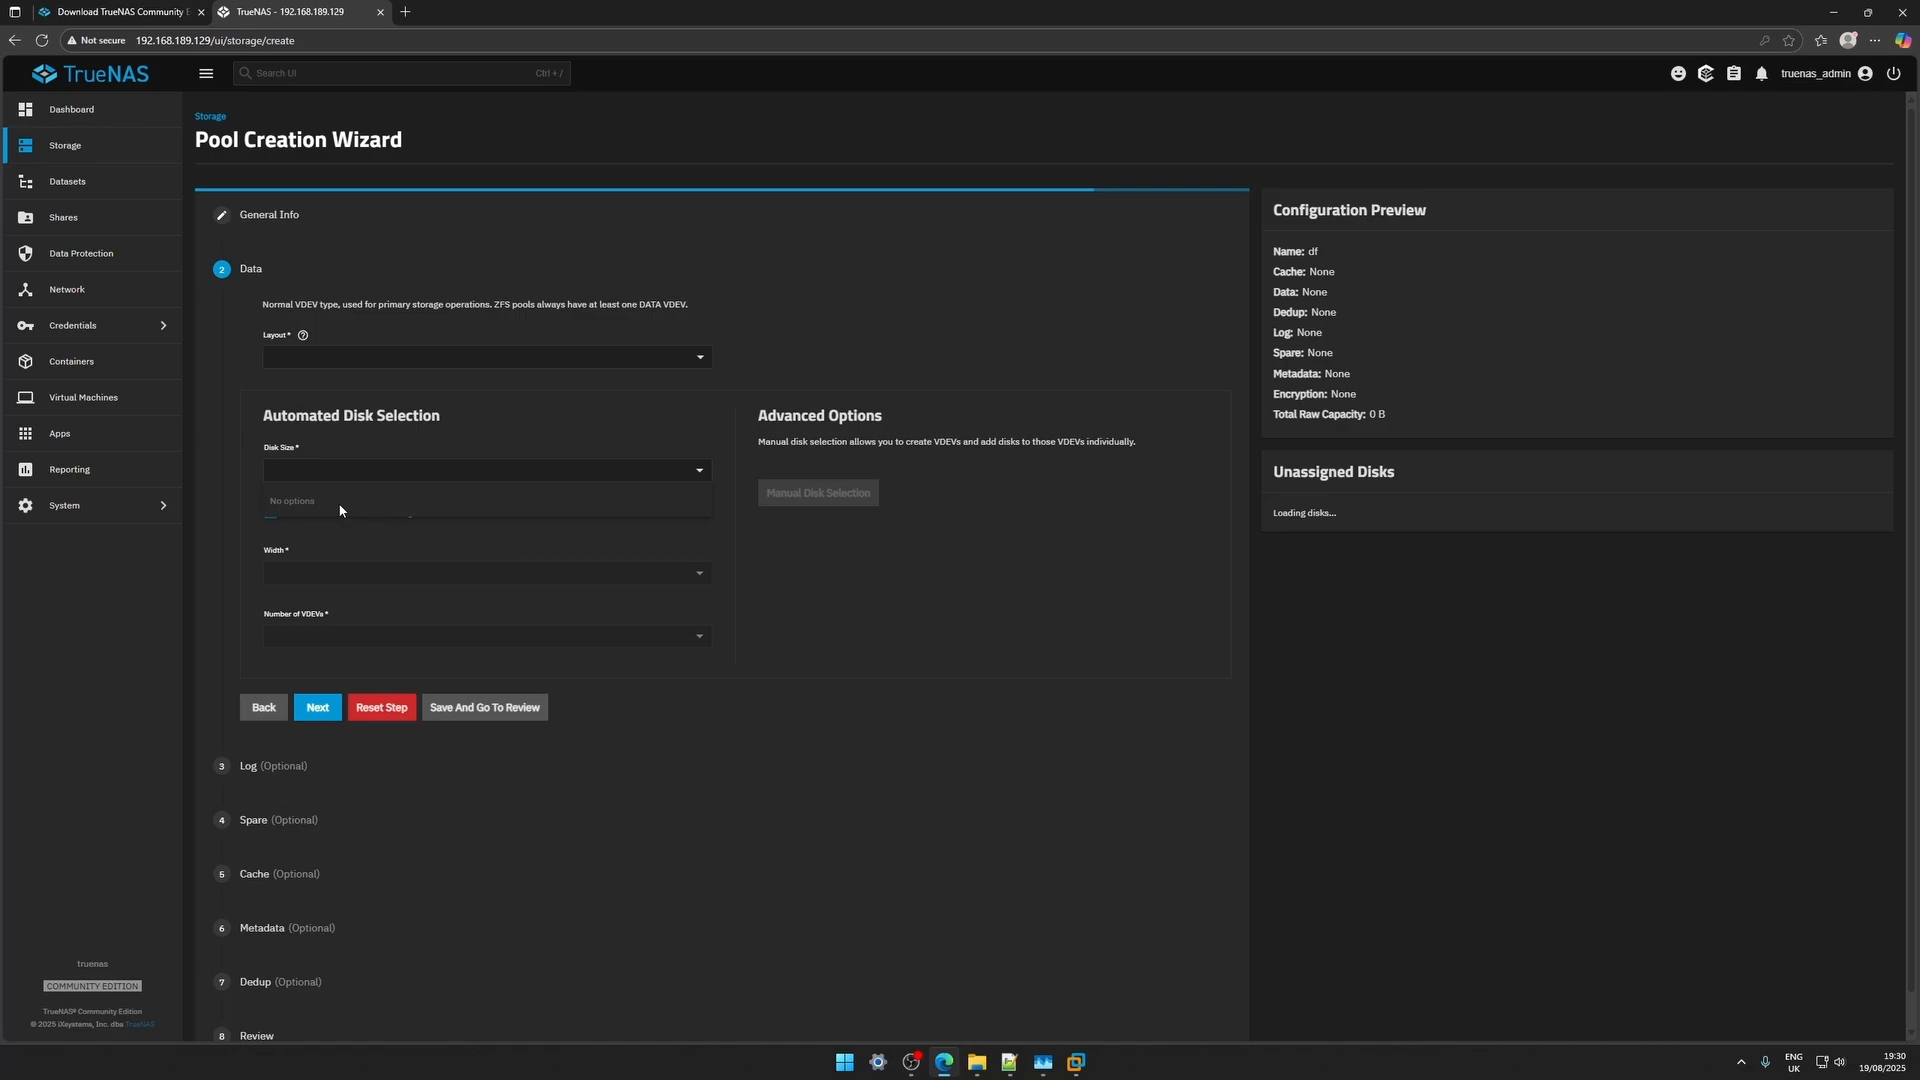 Download TrueNAS Community E
TrueNAS - 192.168.189.129
Not secure
192.168.189.129/ui/storage/create
TrueNAS
Search UI
Ctrl + /
truenas_admin
Dashboard
Storage
Datasets
Shares
Data Protection
Network
Credentials
Containers
Virtual Machines
Apps
Reporting
System
truenas
COMMUNITY EDITION
TrueNAS® Community Edition
© 2025 iXsystems, Inc. dba TrueNAS
Storage
Pool Creation Wizard
General Info
2 Data
Normal VDEV type, used for primary storage operations. ZFS pools always have at least one DATA VDEV.
Layout *
Automated Disk Selection
Disk Size *
No options
Width *
Number of VDEVs *
Advanced Options
Manual disk selection allows you to create VDEVs and add disks to those VDEVs individually.
Manual Disk Selection
Back
Next
Reset Step
Save And Go To Review
3 Log (Optional)
4 Spare (Optional)
5 Cache (Optional)
6 Metadata (Optional)
7 Dedup (Optional)
8 Review
Configuration Preview
Name: df
Cache: None
Data: None
Dedup: None
Log: None
Spare: None
Metadata: None
Encryption: None
Total Raw Capacity: 0 B
Unassigned Disks
Loading disks...
ENG
UK
19:30
19/08/2025